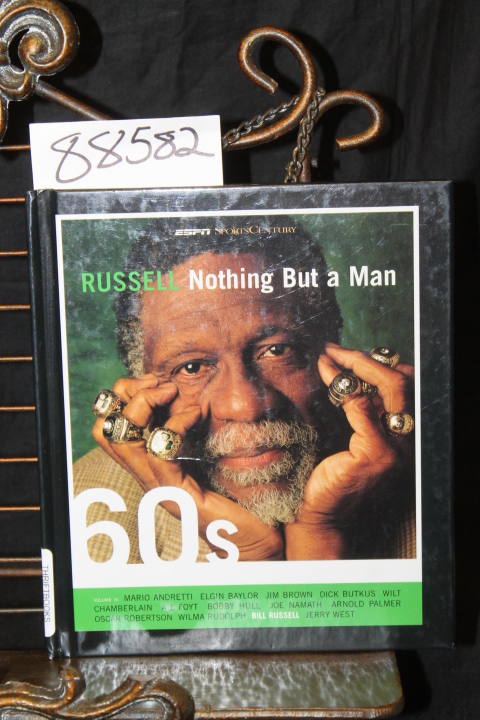 88582
ESPN SPORTSCENTURY
RUSSELL Nothing But a Man
60s
MARIO ANDRETTI ELGIN BAYLOR JIM BROWN DICK BUTKUS WILT
CHAMBERLAIN A.J. FOYT BOBBY HULL JOE NAMATH ARNOLD PALMER
OSCAR ROBERTSON WILMA RUDOLPH BILL RUSSELL JERRY WEST
THRIFTBOOKS